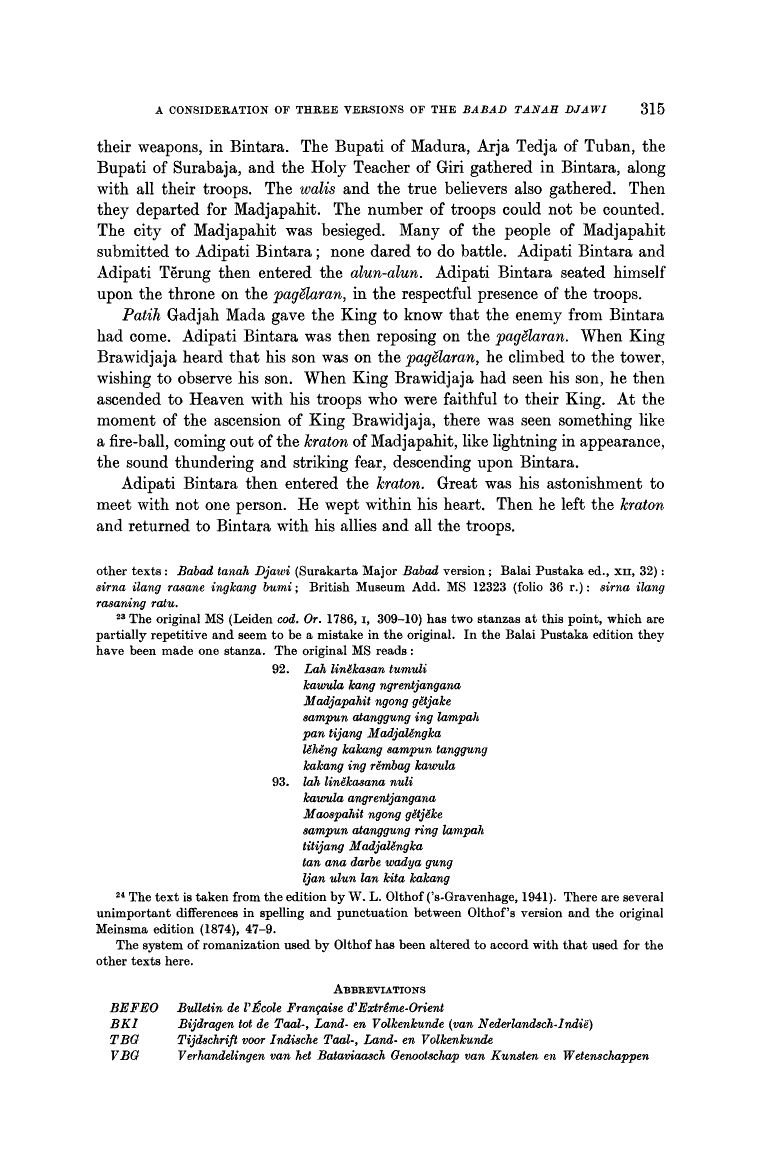 A CONSIDERATION OF THREE VERSIONS OF THE BABAD TANAH DJAWI 315
their weapons, in Bintara. The Bupati of Madura, Arja Tedja of Tuban, the
Bupati of Surabaja, and the Holy Teacher of Giri gathered in Bintara, along
with all their troops. The walis and the true believers also gathered. Then
they departed for Madjapahit. The number of troops could not be counted.
The city of Madjapahit was besieged. Many of the people of Madjapahit
submitted to Adipati Bintara; none dared to do battle. Adipati Bintara and
Adipati Tĕrung then entered the alun-alun. Adipati Bintara seated himself
upon the throne on the pagĕlaran, in the respectful presence of the troops.
Patih Gadjah Mada gave the King to know that the enemy from Bintara
had come. Adipati Bintara was then reposing on the pagĕlaran. When King
Brawidjaja heard that his son was on the pagĕlaran, he climbed to the tower,
wishing to observe his son. When King Brawidjaja had seen his son, he then
ascended to Heaven with his troops who were faithful to their King. At the
moment of the ascension of King Brawidjaja, there was seen something like
a fire-ball, coming out of the kraton of Madjapahit, like lightning in appearance,
the sound thundering and striking fear, descending upon Bintara.
Adipati Bintara then entered the kraton. Great was his astonishment to
meet with not one person. He wept within his heart. Then he left the kraton
and returned to Bintara with his allies and all the troops.
other texts: Babad tanah Djawi (Surakarta Major Babad version; Balai Pustaka ed., XII, 32):
sirna ilang rasane ingkang bumi; British Museum Add. MS 12323 (folio 36 r.): sirna ilang
rasaning ratu.
23 The original MS (Leiden cod. Or. 1786, I, 309–10) has two stanzas at this point, which are
partially repetitive and seem to be a mistake in the original. In the Balai Pustaka edition they
have been made one stanza. The original MS reads:
92. Lah linĕkasan tumuli
kawula kang ngrentjangana
Madjapahit ngong gĕtjake
sampun atanggung ing lampah
pan tijang Madjalĕngka
lĕhĕng kakang sampun tanggung
kakang ing rĕmbag kawula
93. lah linĕkasana nuli
kawula angrentjangana
Maospahit ngong gĕtjĕke
sampun atanggung ring lampah
titijang Madjalĕngka
tan ana darbe wadya gung
ljan ulun lan kita kakang
24 The text is taken from the edition by W. L. Olthof ('s-Gravenhage, 1941). There are several
unimportant differences in spelling and punctuation between Olthof's version and the original
Meinsma edition (1874), 47–9.
The system of romanization used by Olthof has been altered to accord with that used for the
other texts here.
ABBREVIATIONS
BEFEO Bulletin de l'École Française d'Extrême-Orient
BKI Bijdragen tot de Taal-, Land- en Volkenkunde (van Nederlandsch-Indië)
TBG Tijdschrift voor Indische Taal-, Land- en Volkenkunde
VBG Verhandelingen van het Bataviaasch Genootschap van Kunsten en Wetenschappen